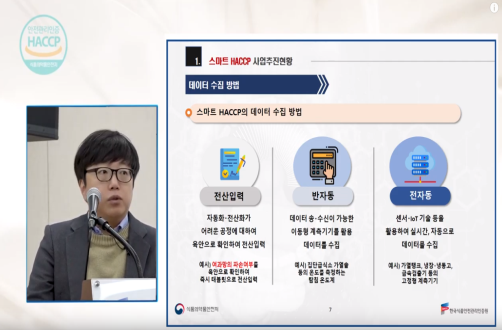 안전관리인증
HACCP
식품의약품안전처
1. 스마트 HACCP 사업추진현황
데이터 수집 방법
스마트 HACCP의 데이터 수집 방법
전산입력
반자동
전자동
자동화·전산화가
어려운 공정에 대하여
육안으로 확인하여 전산입력
예시) 여과망의 파손여부를
육안으로 확인하여
즉시 태블릿으로 전산입력
데이터 송·수신이 가능한
이동형 계측기기를 활용
데이터를 수집
예시) 집단급식소 가열솥
등의 온도를 측정하는
탐침 온도계
센서·IoT 기술 등을
활용하여 실시간, 자동으로
데이터를 수집
예시) 가열탱크, 냉장·냉동고,
금속검출기 등의
고정형 계측기기
식품의약품안전처
7
한국식품안전관리인증원